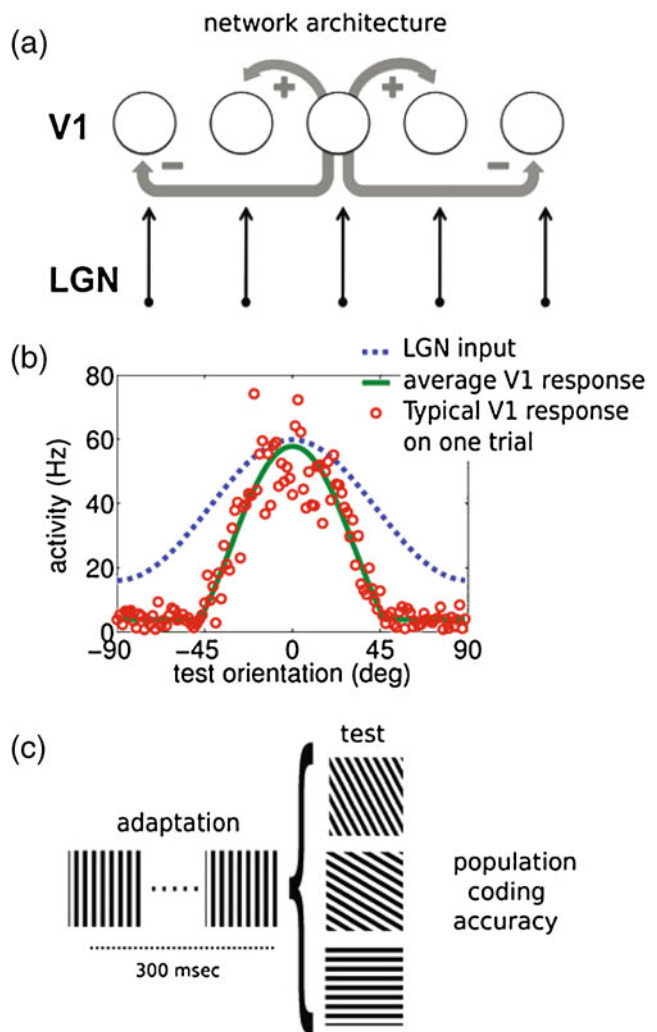 (a)
network architecture
+ +
V1
− −
LGN
(b)
LGN input
average V1 response
Typical V1 response
on one trial
activity (Hz)
80
60
40
20
0
−90 −45 0 45 90
test orientation (deg)
(c)
test
adaptation
population
coding
accuracy
300 msec